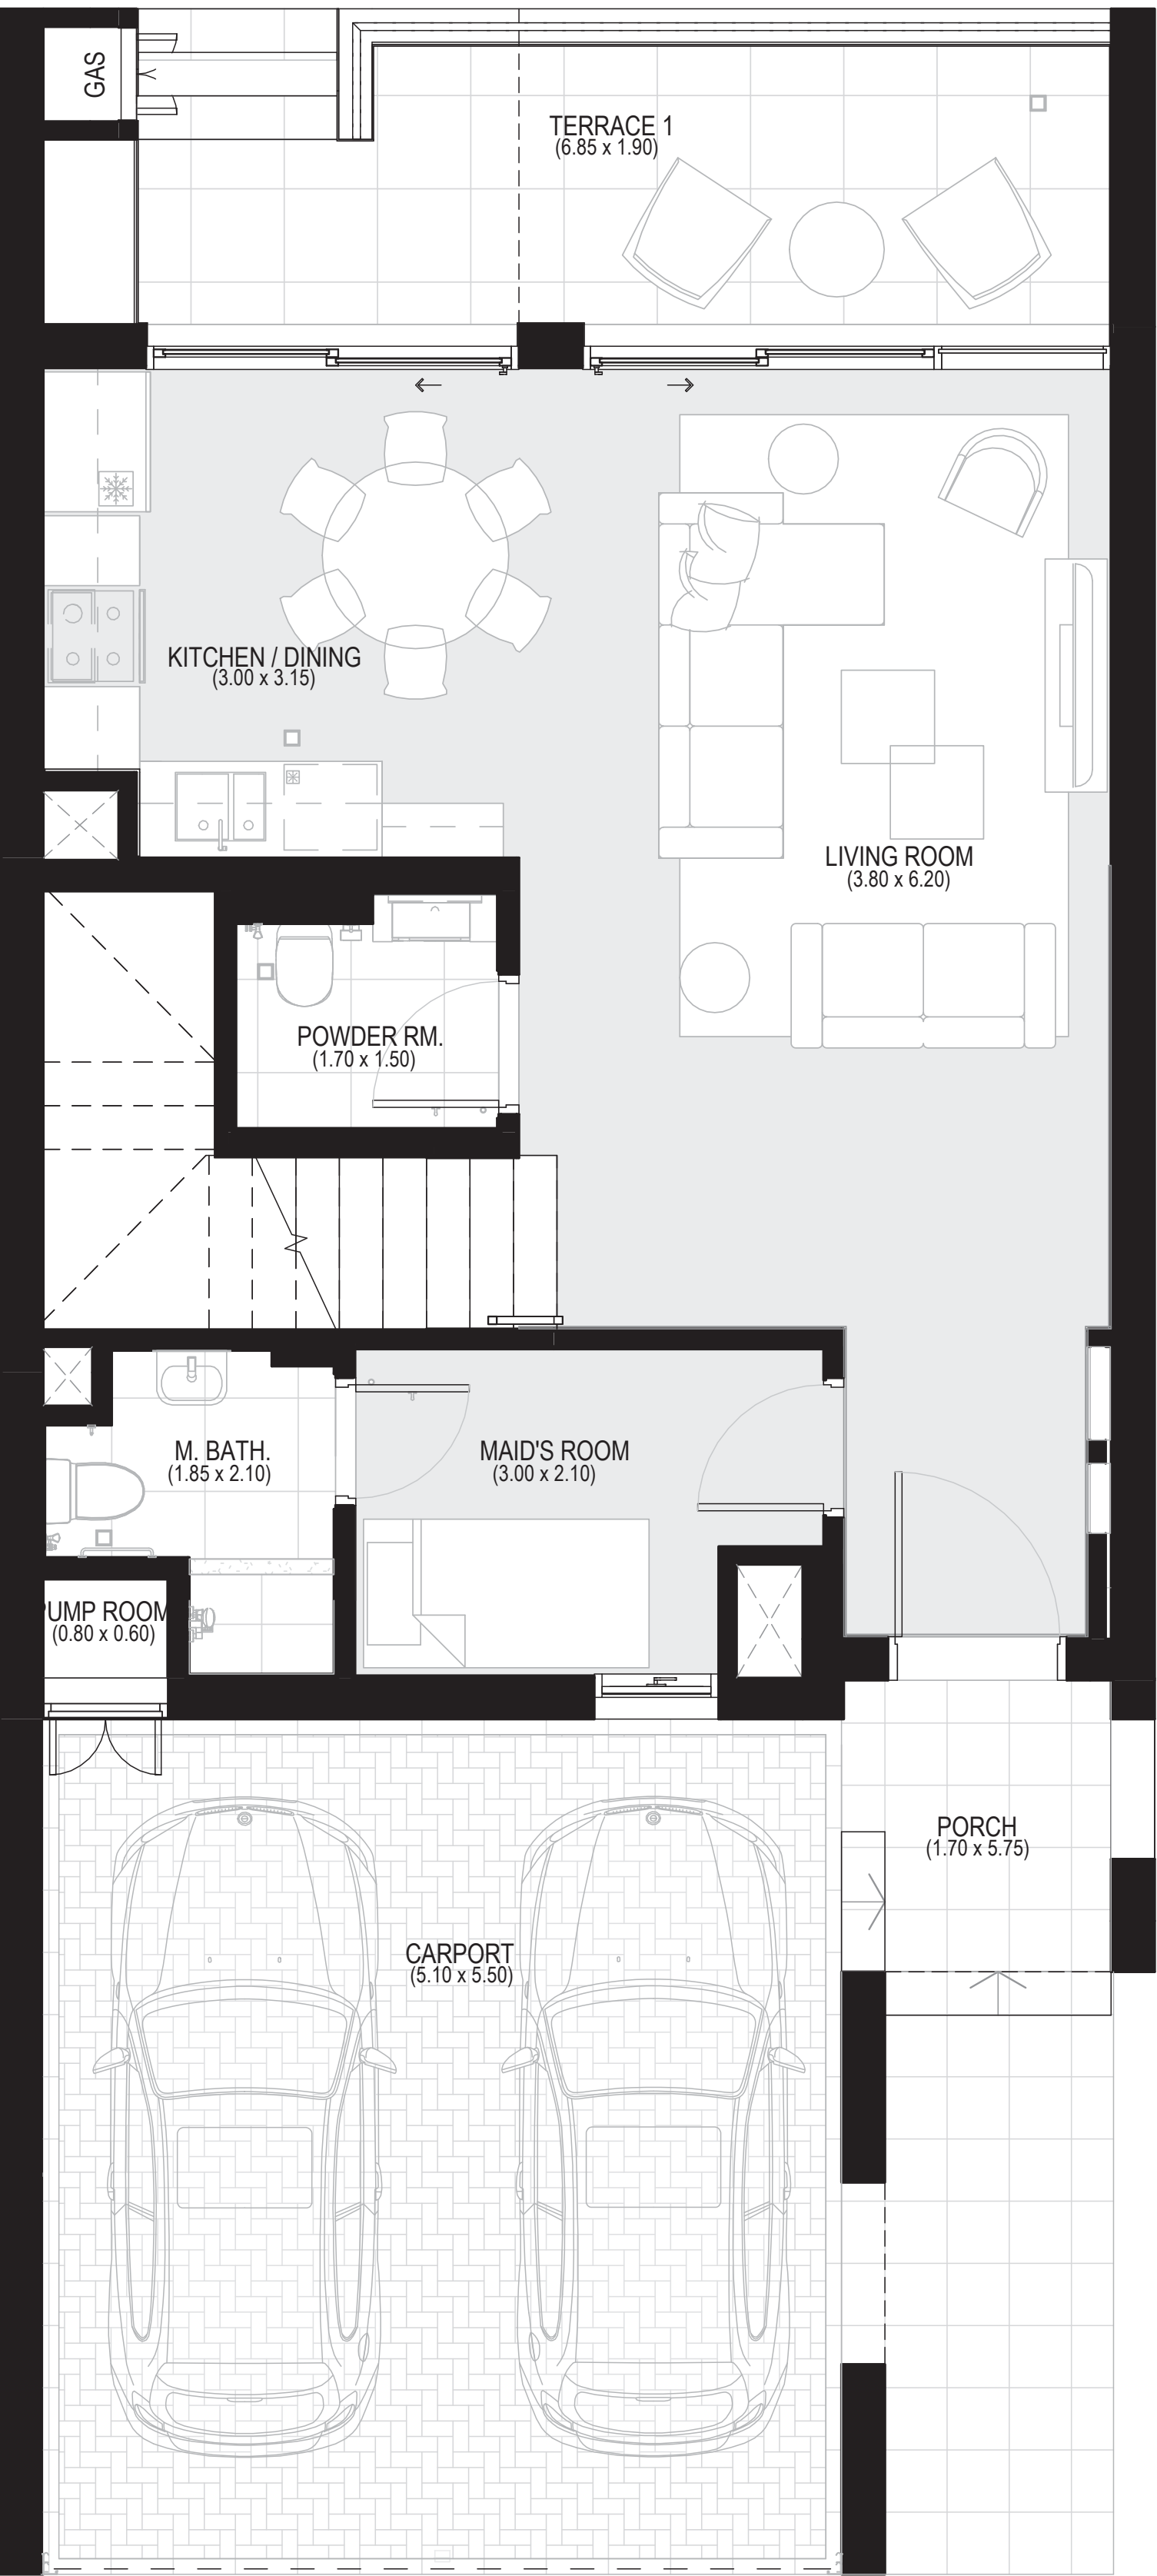 GAS
TERRACE 1
(6.85 x 1.90)
KITCHEN / DINING
(3.00 x 3.15)
LIVING ROOM
(3.80 x 6.20)
POWDER RM.
(1.70 x 1.50)
M. BATH.
(1.85 x 2.10)
MAID'S ROOM
(3.00 x 2.10)
PUMP ROOM
(0.80 x 0.60)
PORCH
(1.70 x 5.75)
CARPORT
(5.10 x 5.50)